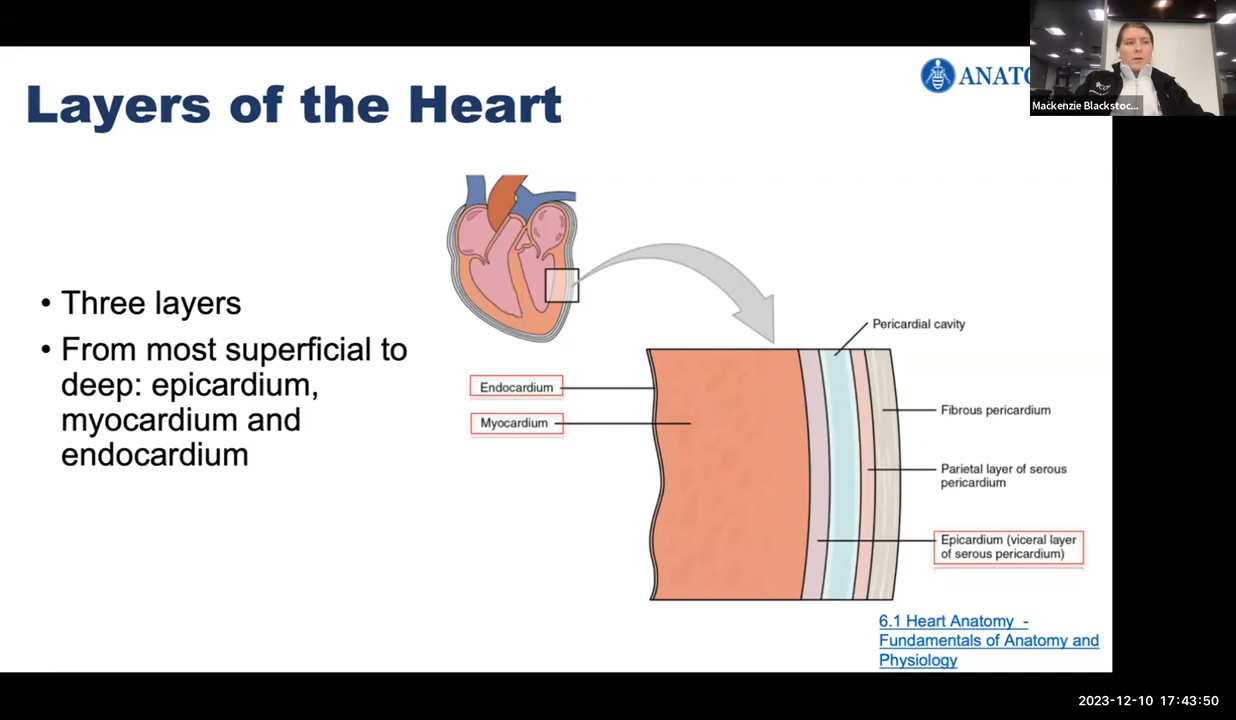 Layers of the Heart
ANATO
Mackenzie Blackstoc...
• Three layers
• From most superficial to
deep: epicardium,
myocardium and
endocardium
Pericardial cavity
Endocardium
Myocardium
Fibrous pericardium
Parietal layer of serous
pericardium
Epicardium (viceral layer
of serous pericardium)
6.1 Heart Anatomy -
Fundamentals of Anatomy and
Physiology
2023-12-10 17:43:50